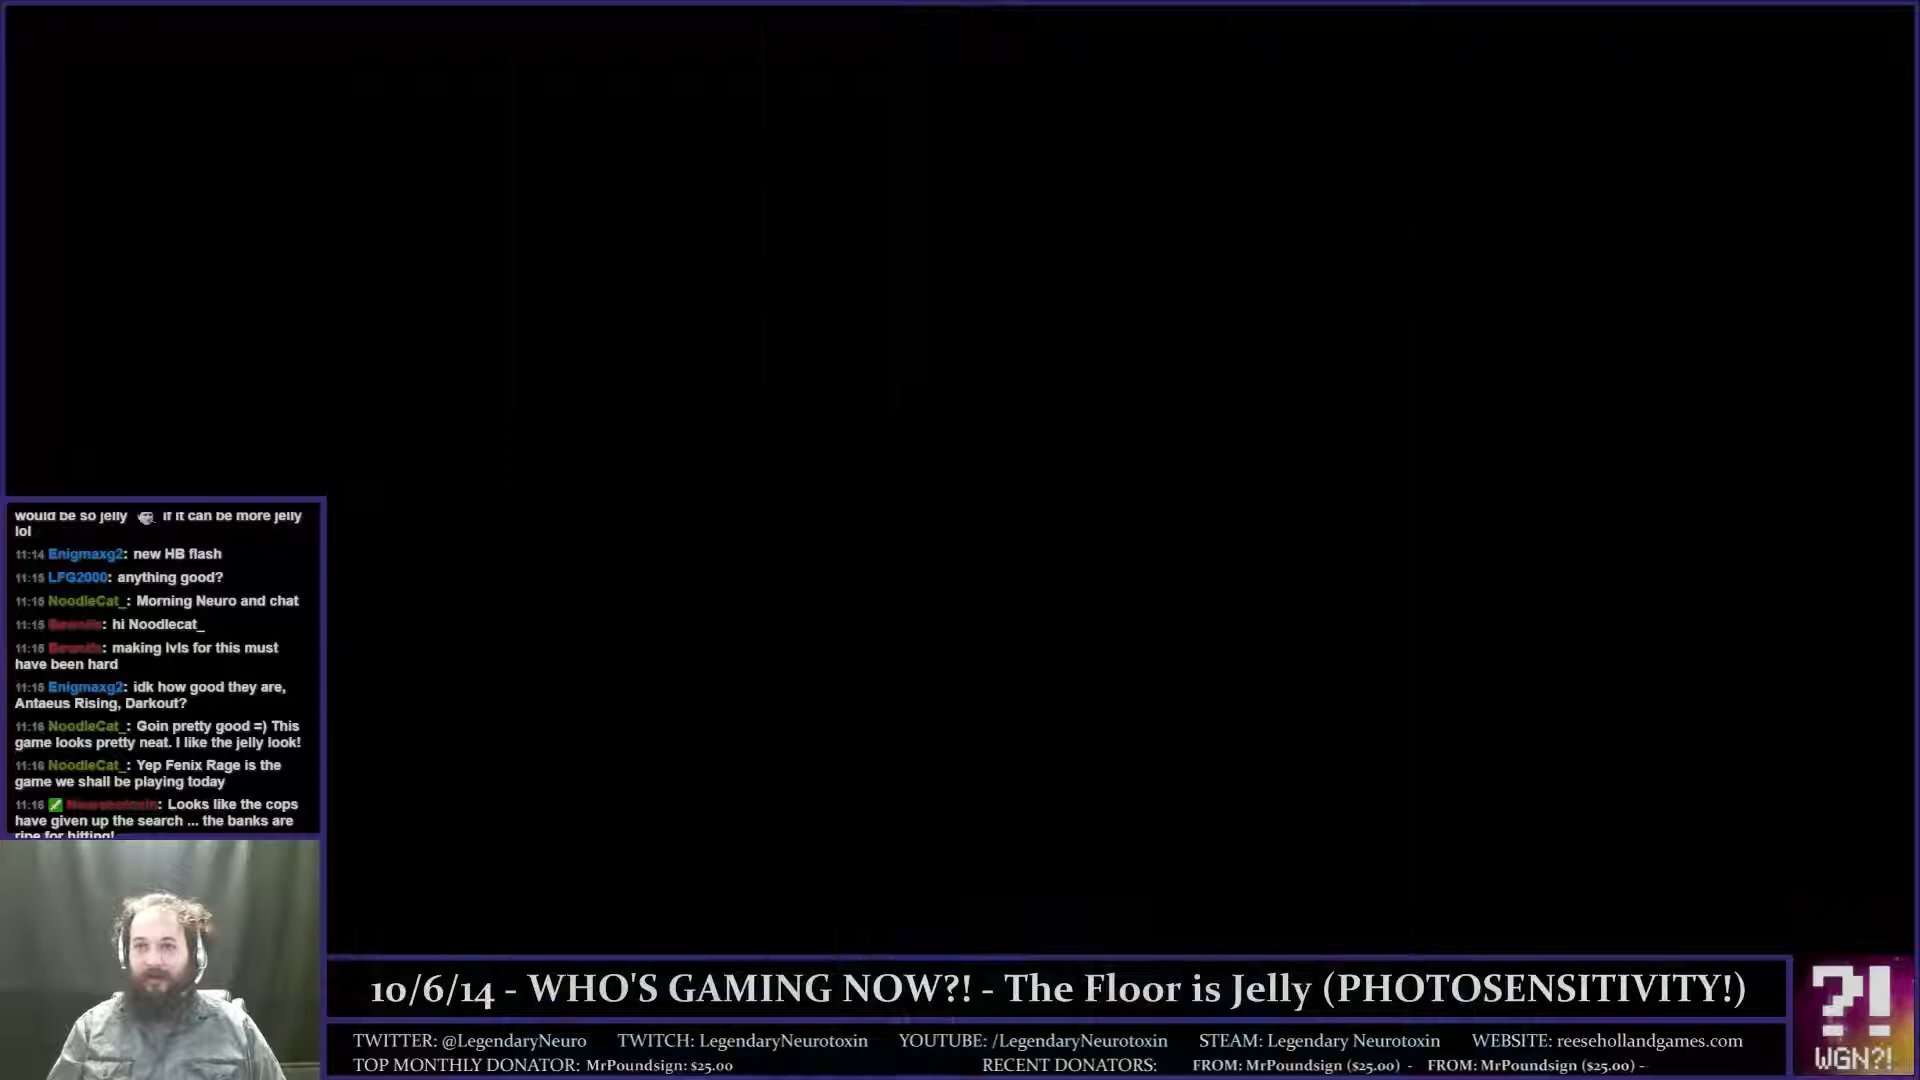 would be so jelly if it can be more jelly
lol
11:14 Enigmaxg2: new HB flash
11:15 LFG2000: anything good?
11:15 NoodleCat_: Morning Neuro and chat
11:15 : hi Noodlecat_
11:15 : making lvls for this must
have been hard
11:15 Enigmaxg2: idk how good they are,
Antaeus Rising, Darkout?
11:16 NoodleCat_: Goin pretty good =) This
game looks pretty neat. I like the jelly look!
11:16 NoodleCat_: Yep Fenix Rage is the
game we shall be playing today
11:16 : Looks like the cops
have given up the search ... the banks are
ripe for hitting!
10/6/14 - WHO'S GAMING NOW?! - The Floor is Jelly (PHOTOSENSITIVITY!)
TWITTER: @LegendaryNeuro TWITCH: LegendaryNeurotoxin YOUTUBE: /LegendaryNeurotoxin STEAM: Legendary Neurotoxin WEBSITE: reesehollandgames.com
TOP MONTHLY DONATOR: MrPoundsign: $25.00 RECENT DONATORS: FROM: MrPoundsign ($25.00) - FROM: MrPoundsign ($25.00) -
?!
WGN?!